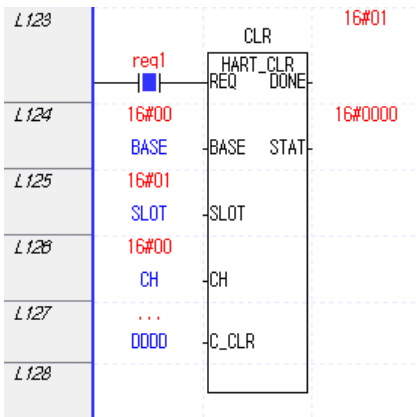 L123 16#01
CLR
req1 HART_CLR
REQ DONE
L124 16#00 16#0000
BASE BASE STAT
L125 16#01
SLOT SLOT
L126 16#00
CH CH
L127 ...
DDDD C_CLR
L128